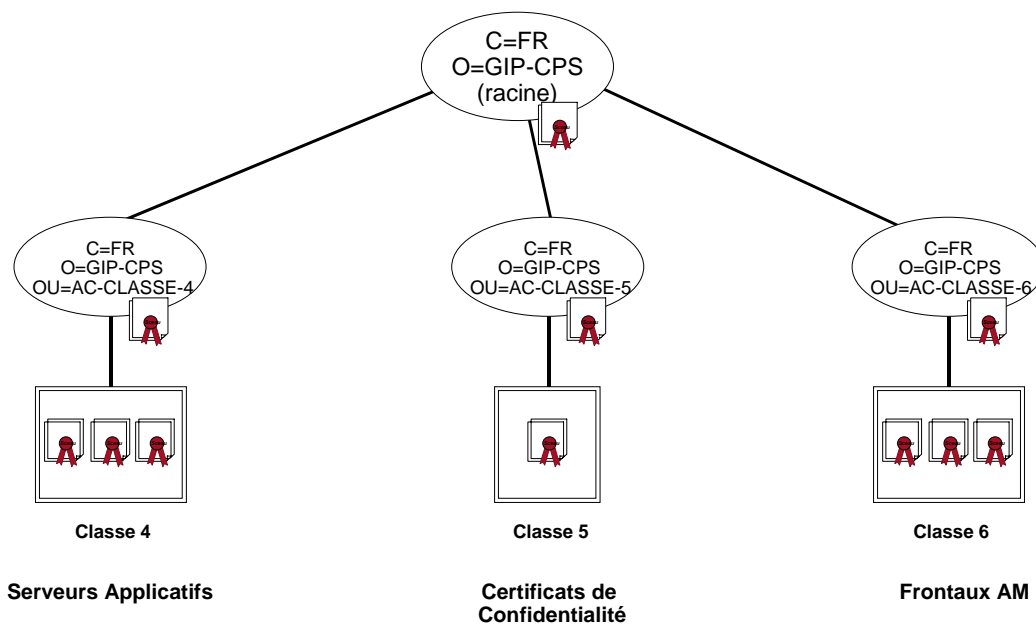 C=FR
O=GIP-CPS
(racine)
C=FR
O=GIP-CPS
OU=AC-CLASSE-4
C=FR
O=GIP-CPS
OU=AC-CLASSE-5
C=FR
O=GIP-CPS
OU=AC-CLASSE-6
Classe 4
Classe 5
Classe 6
Serveurs Applicatifs
Certificats de
Confidentialité
Frontaux AM